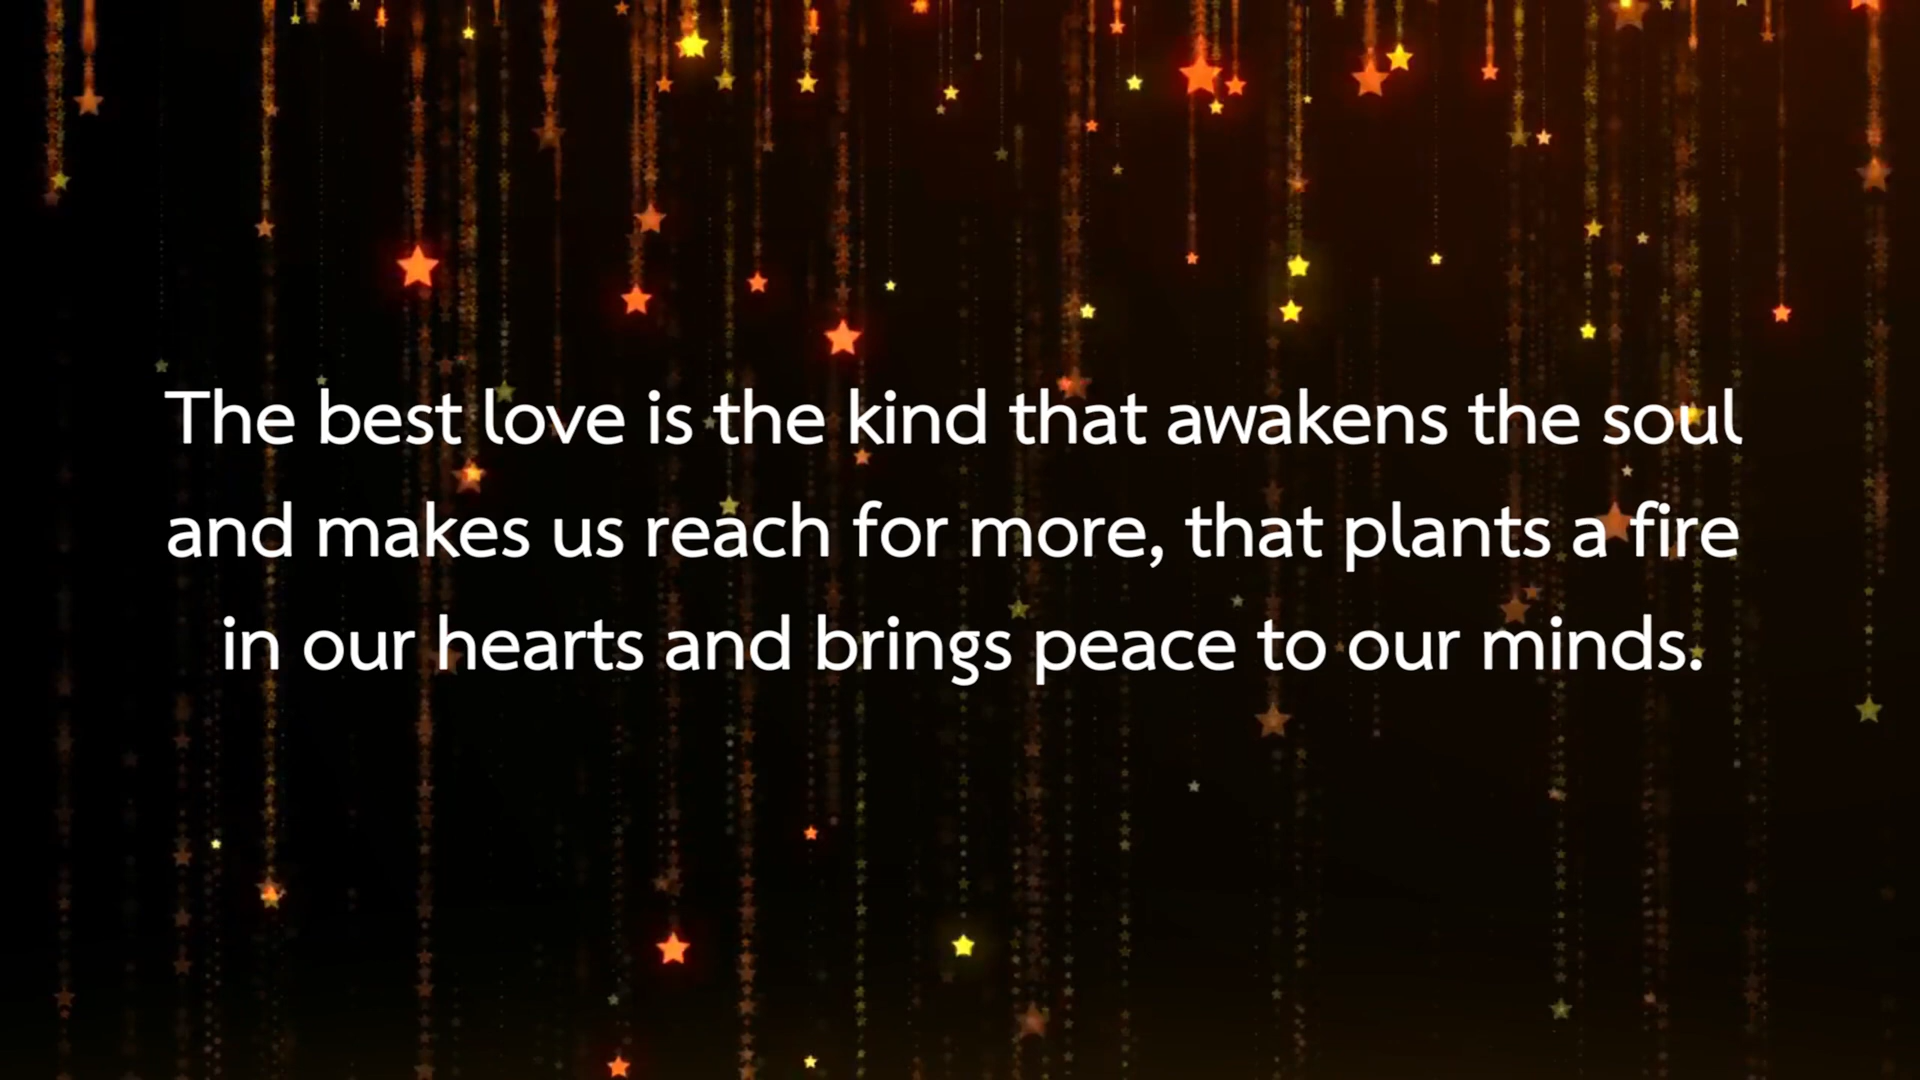 The best love is the kind that awakens the soul
and makes us reach for more, that plants a fire
in our hearts and brings peace to our minds.